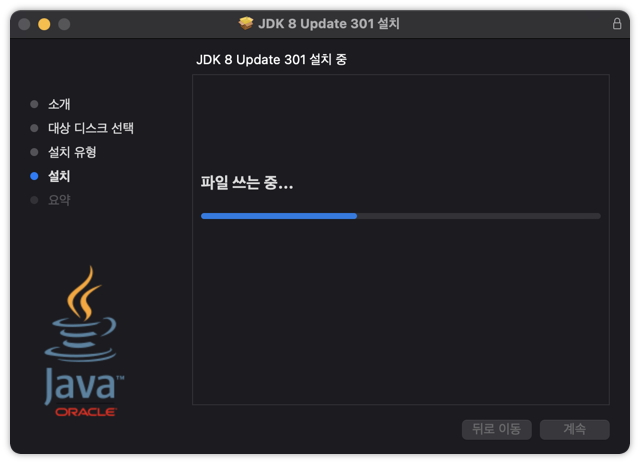 JDK 8 Update 301 설치
JDK 8 Update 301 설치 중
소개
대상 디스크 선택
설치 유형
설치
요약
파일 쓰는 중...
Java™
ORACLE
뒤로 이동
계속